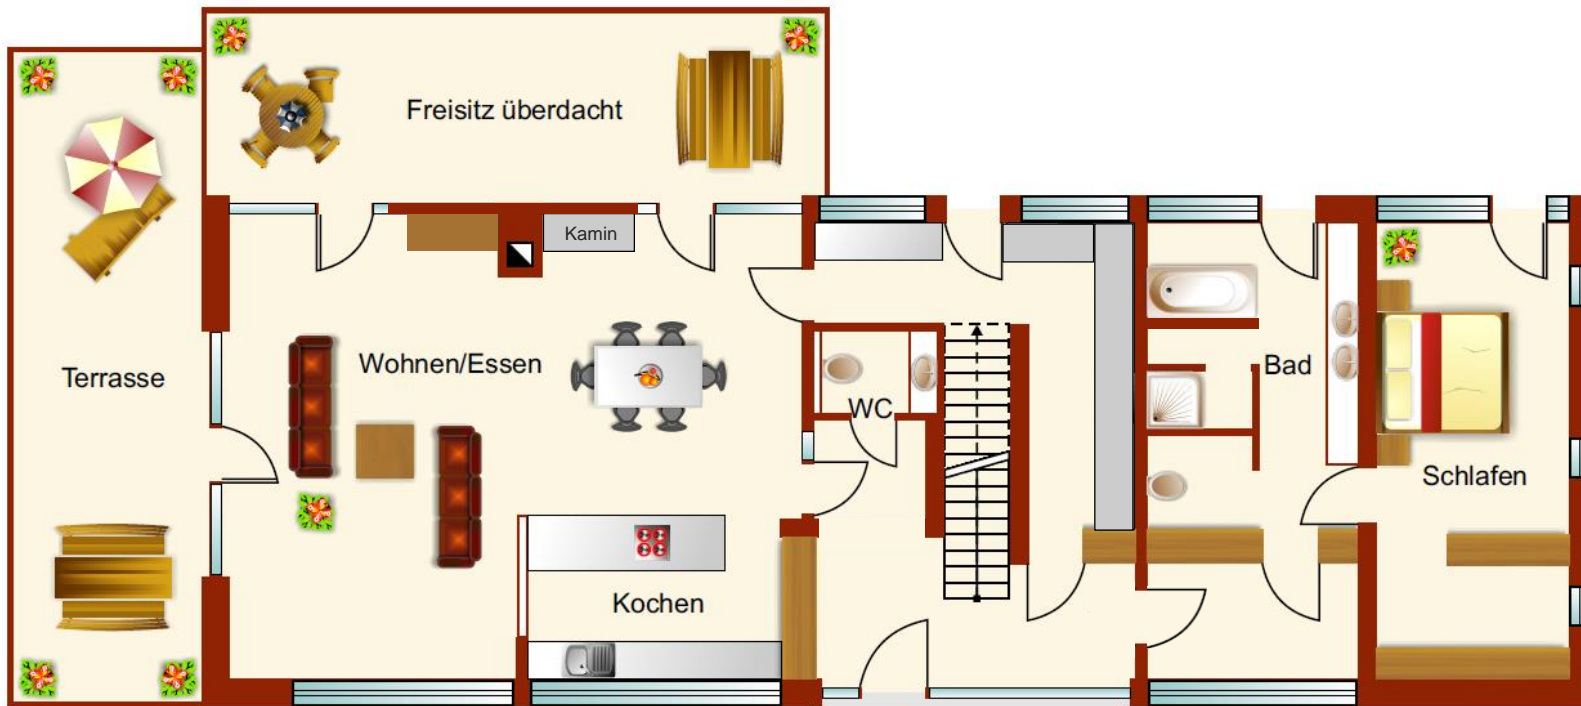 Freisitz überdacht
Kamin
Terrasse
Wohnen/Essen
WC
Bad
Schlafen
Kochen